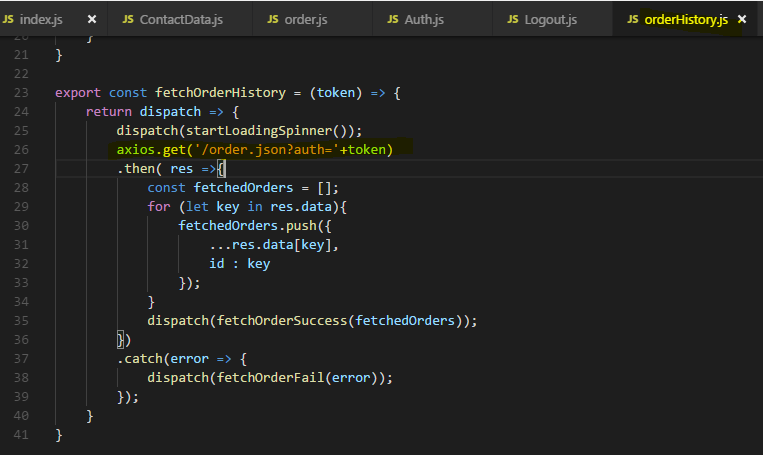 JS index.js × JS ContactData.js JS order.js JS Auth.js JS Logout.js JS orderHistory.js ×
20 }
21 }
22
23 export const fetchOrderHistory = (token) => {
24 return dispatch => {
25 dispatch(startLoadingSpinner());
26 axios.get('/order.json?auth='+token)
27 .then( res =>{
28 const fetchedOrders = [];
29 for (let key in res.data){
30 fetchedOrders.push({
31 ...res.data[key],
32 id : key
33 });
34 }
35 dispatch(fetchOrderSuccess(fetchedOrders));
36 })
37 .catch(error => {
38 dispatch(fetchOrderFail(error));
39 });
40 }
41 }